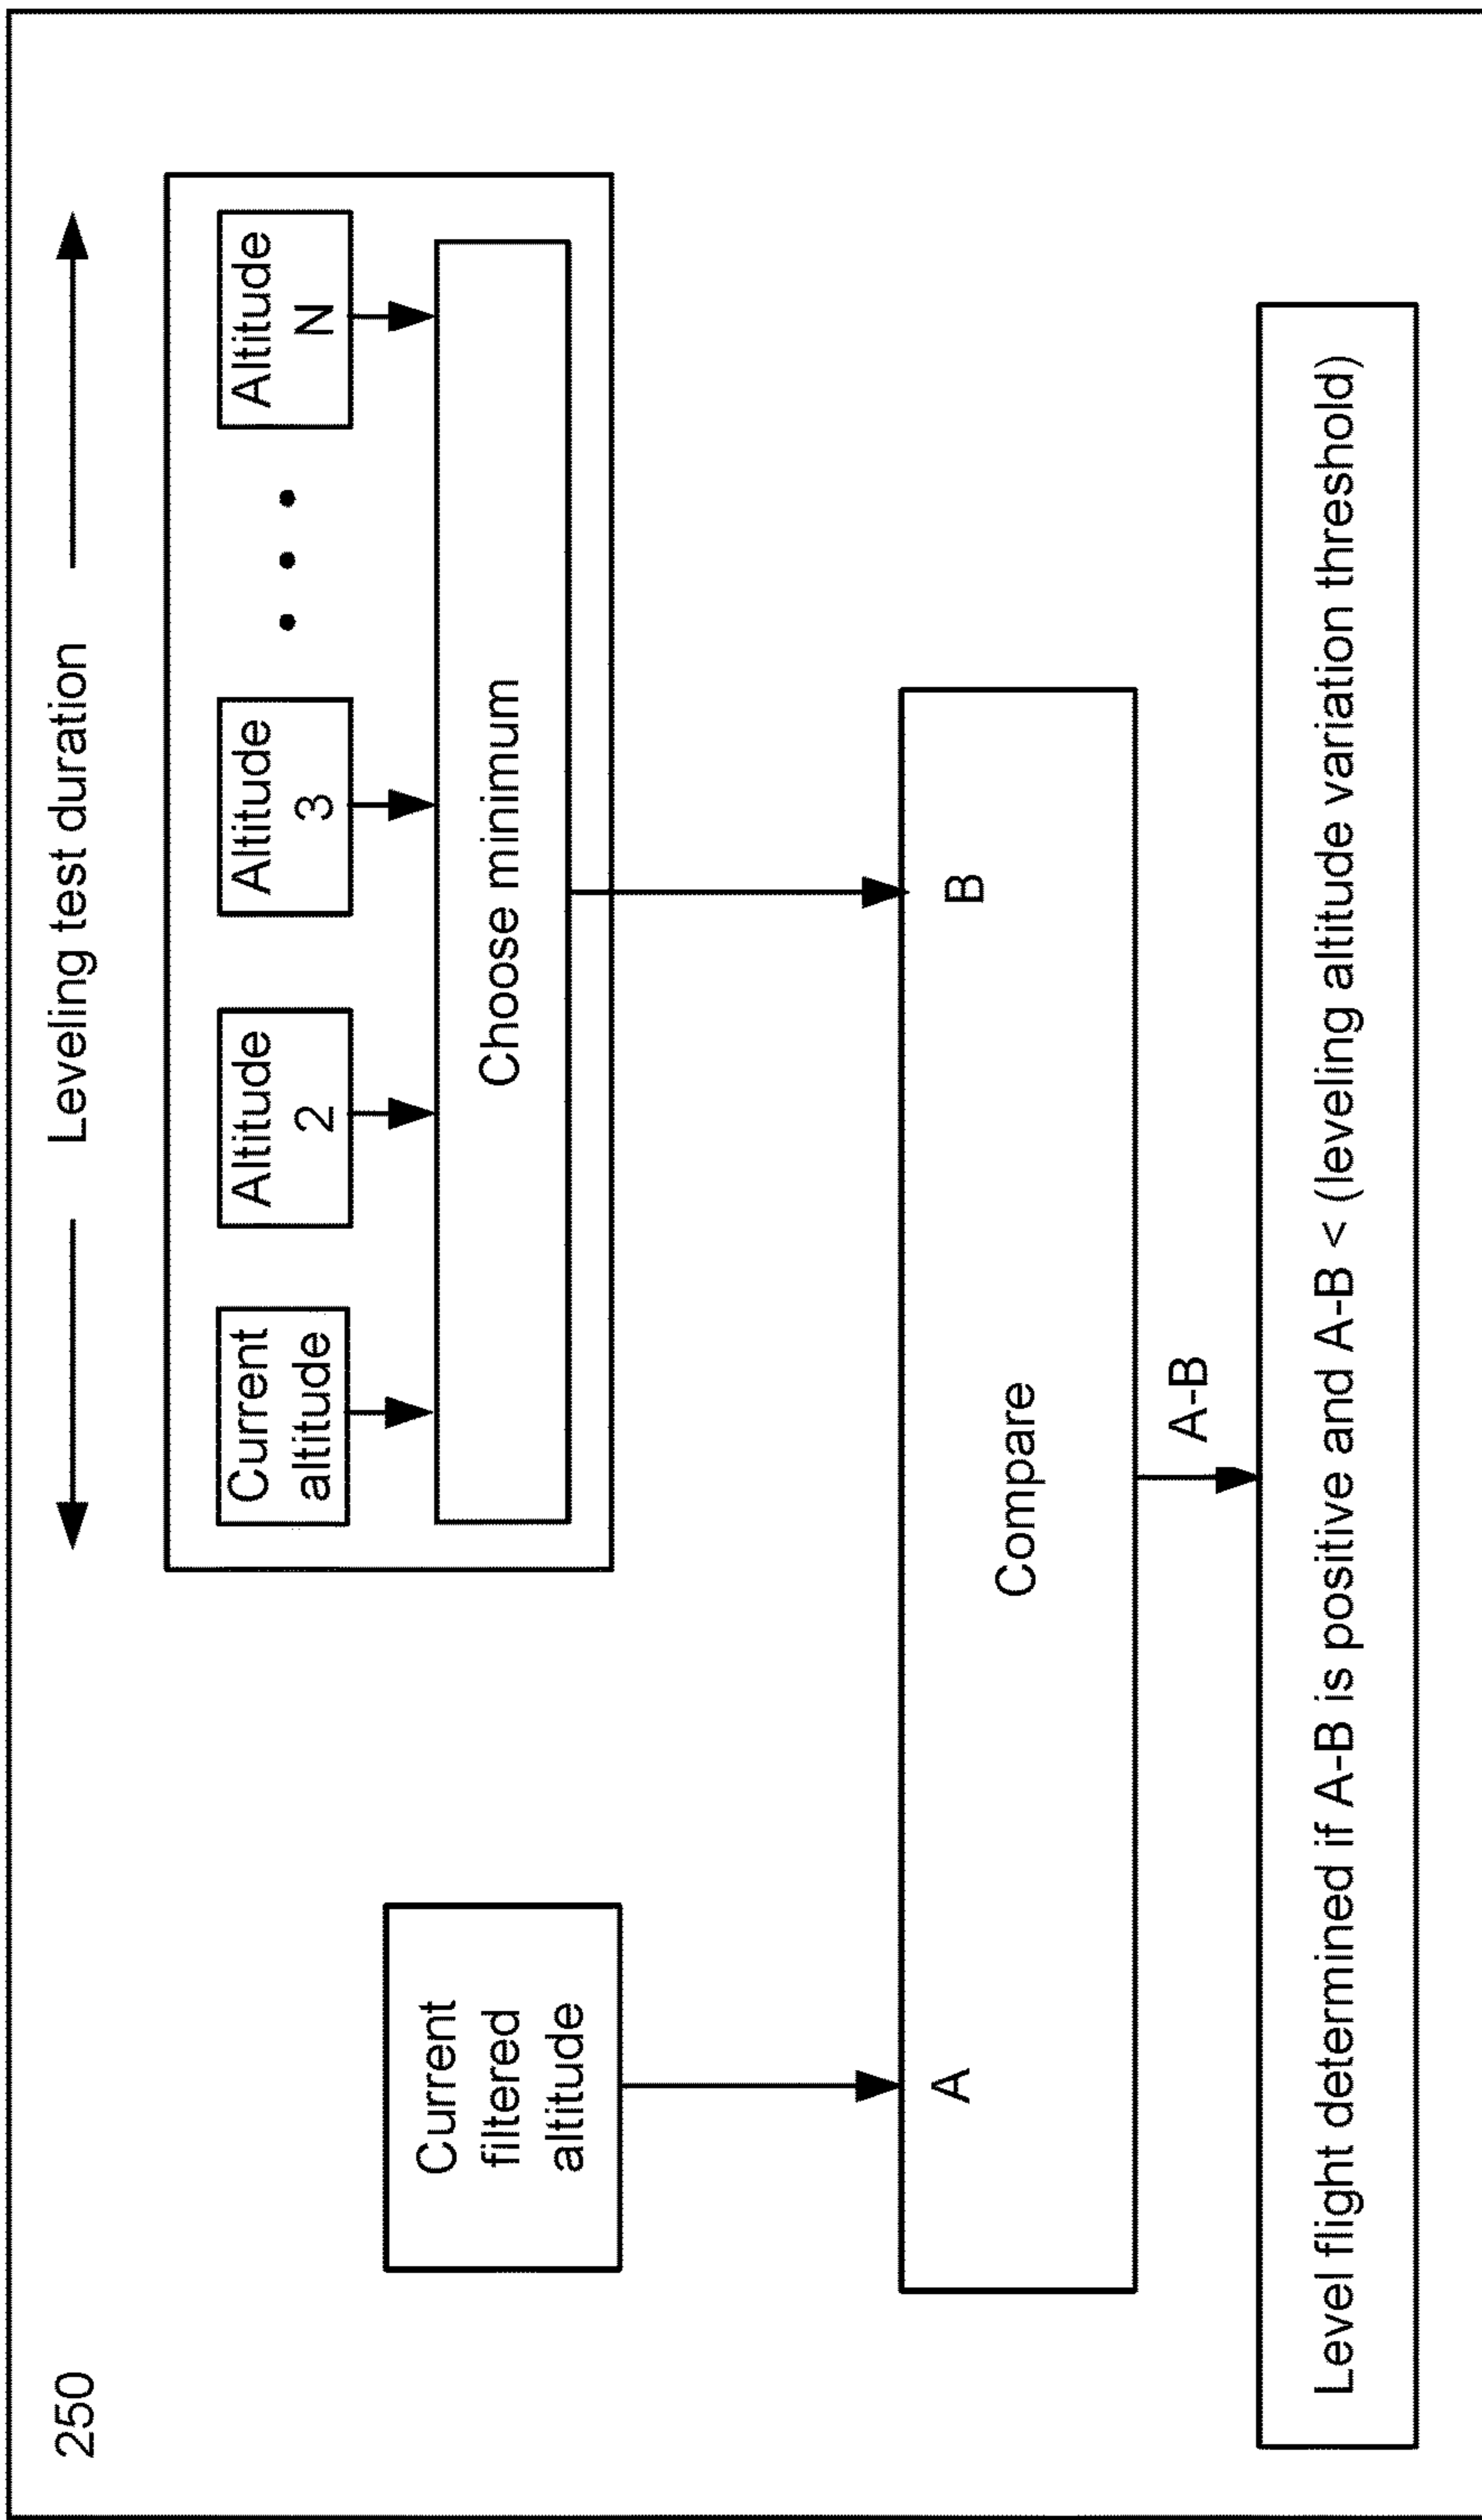 250
Leveling test duration
Current
altitude
Altitude
2
Altitude
3
Altitude
N
Choose minimum
Current
filtered
altitude
A
B
Compare
A-B
Level flight determined if A-B is positive and A-B < (leveling altitude variation threshold)